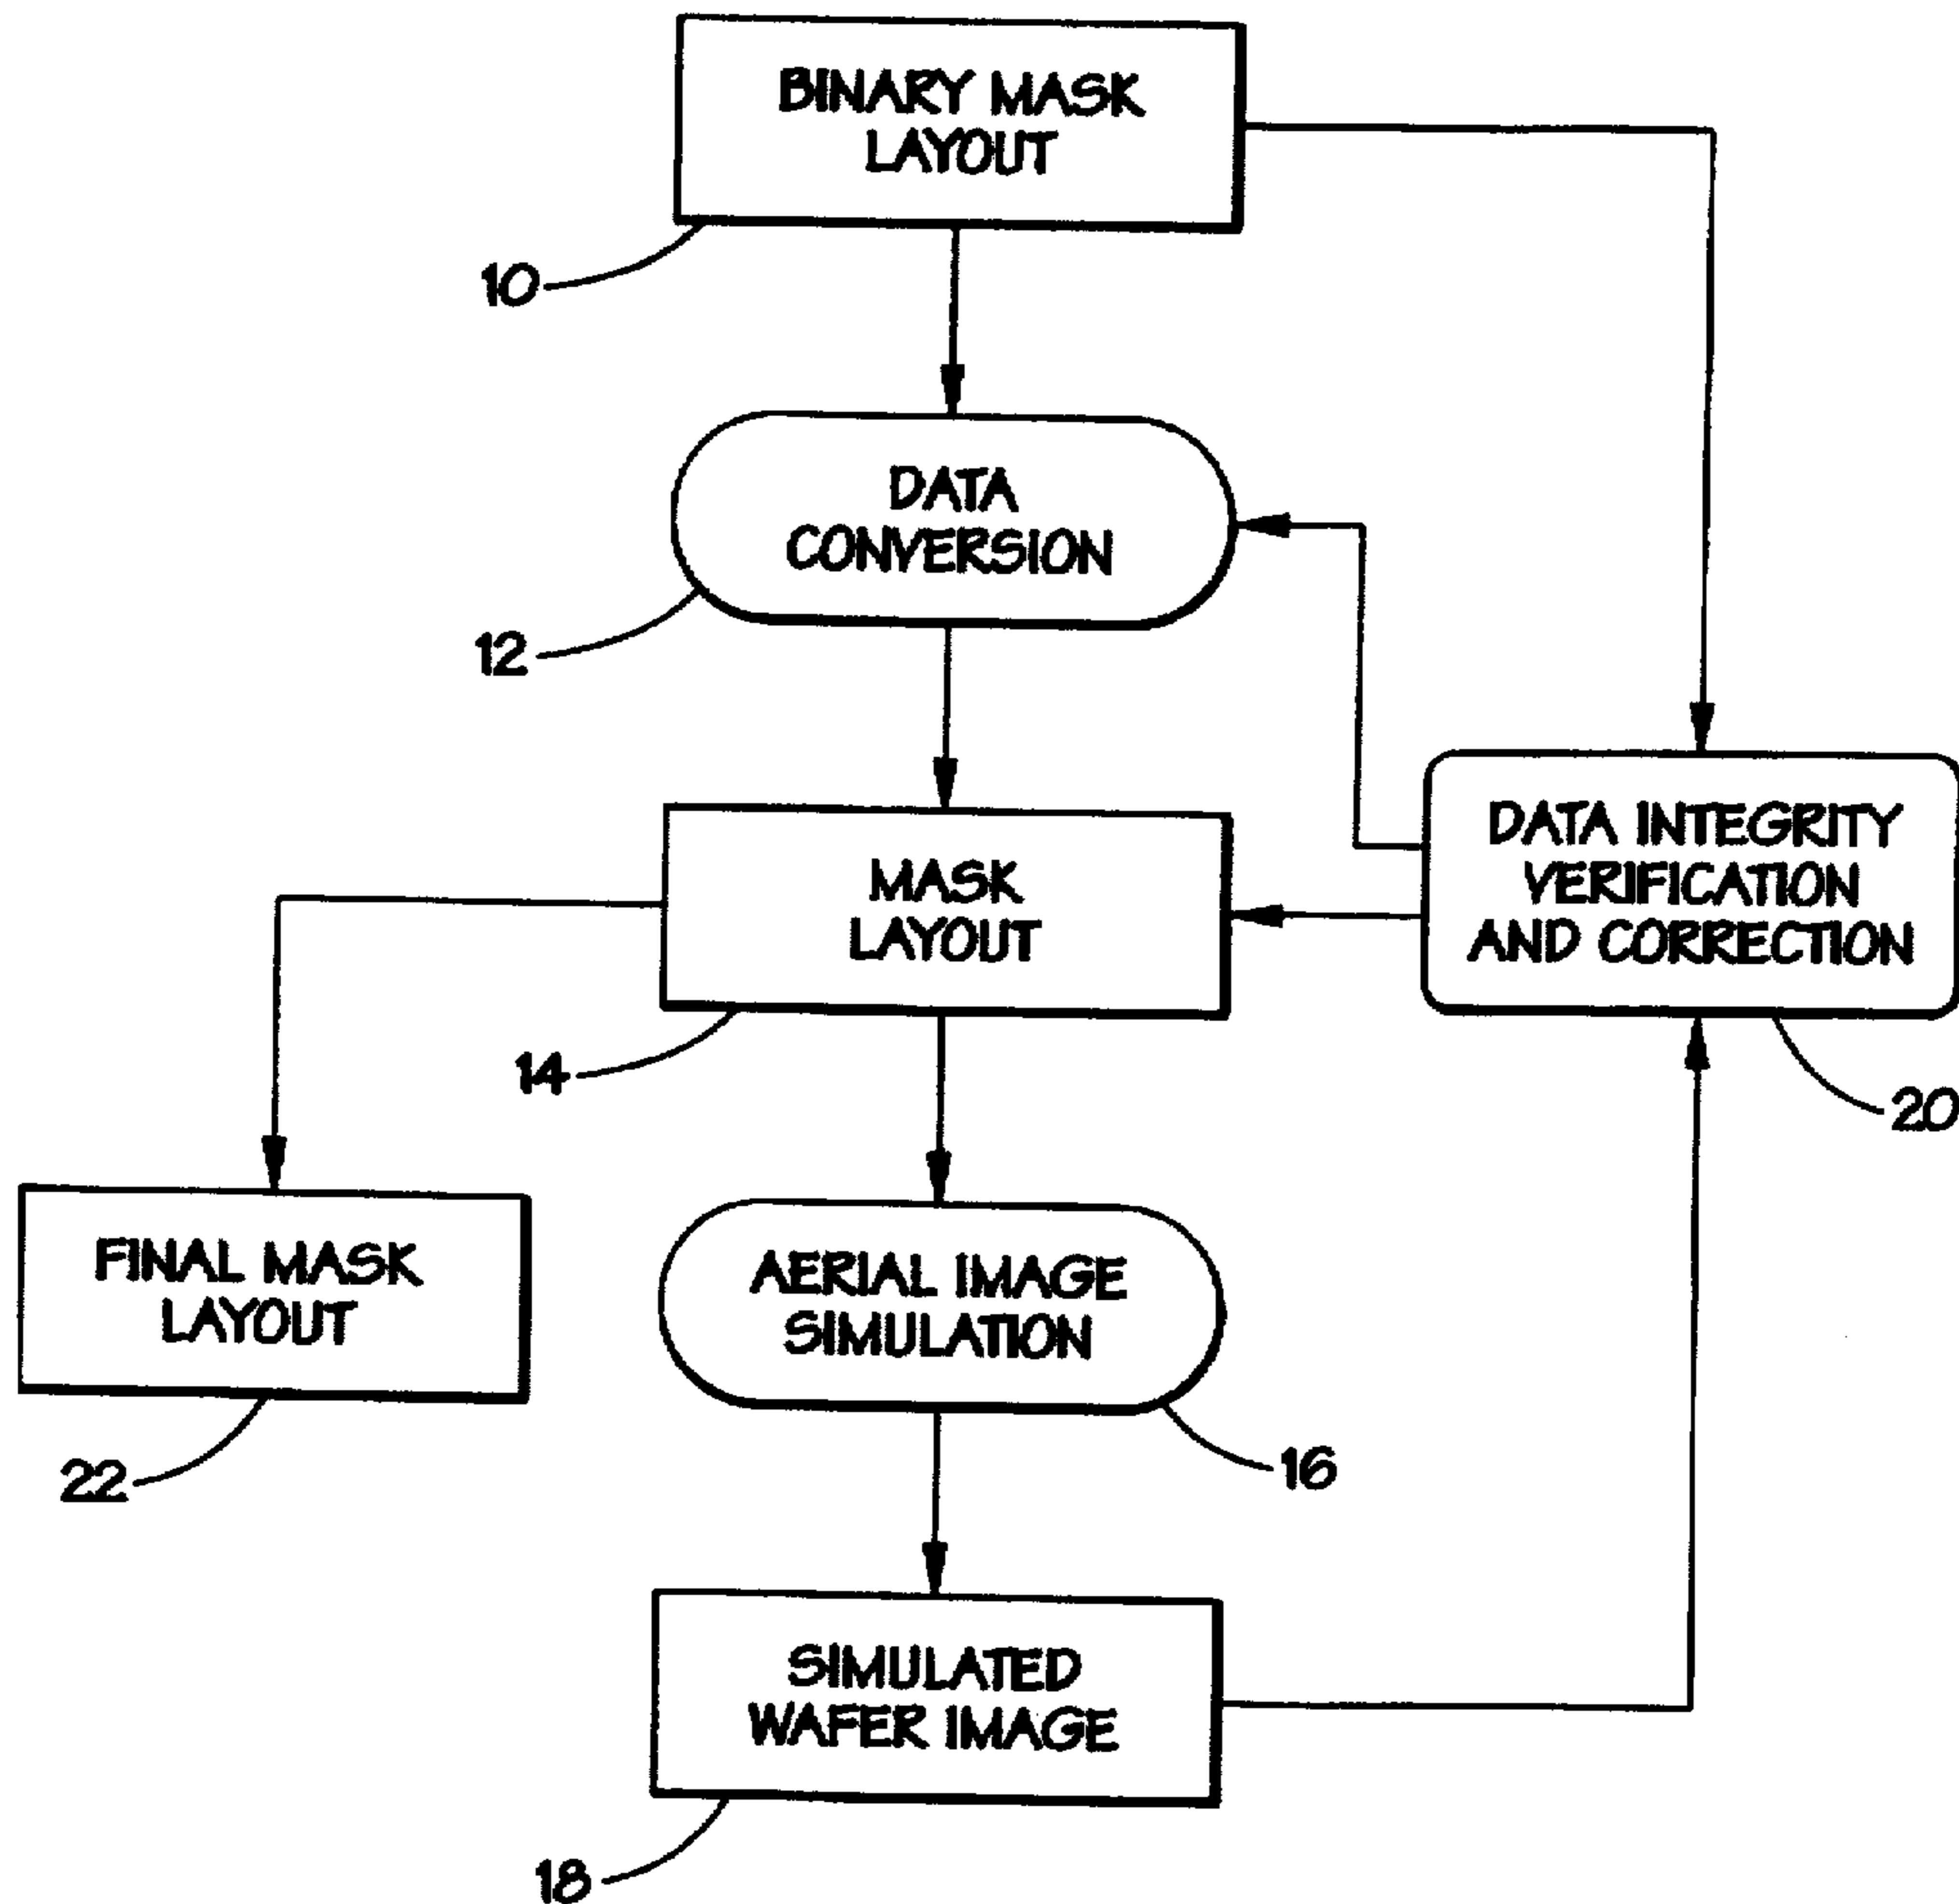 BINARY MASK
LAYOUT
10
DATA
CONVERSION
12
DATA INTEGRITY
VERIFICATION
AND CORRECTION
MASK
LAYOUT
14
20
FINAL MASK
LAYOUT
AERIAL IMAGE
SIMULATION
22
16
SIMULATED
WAFER IMAGE
18